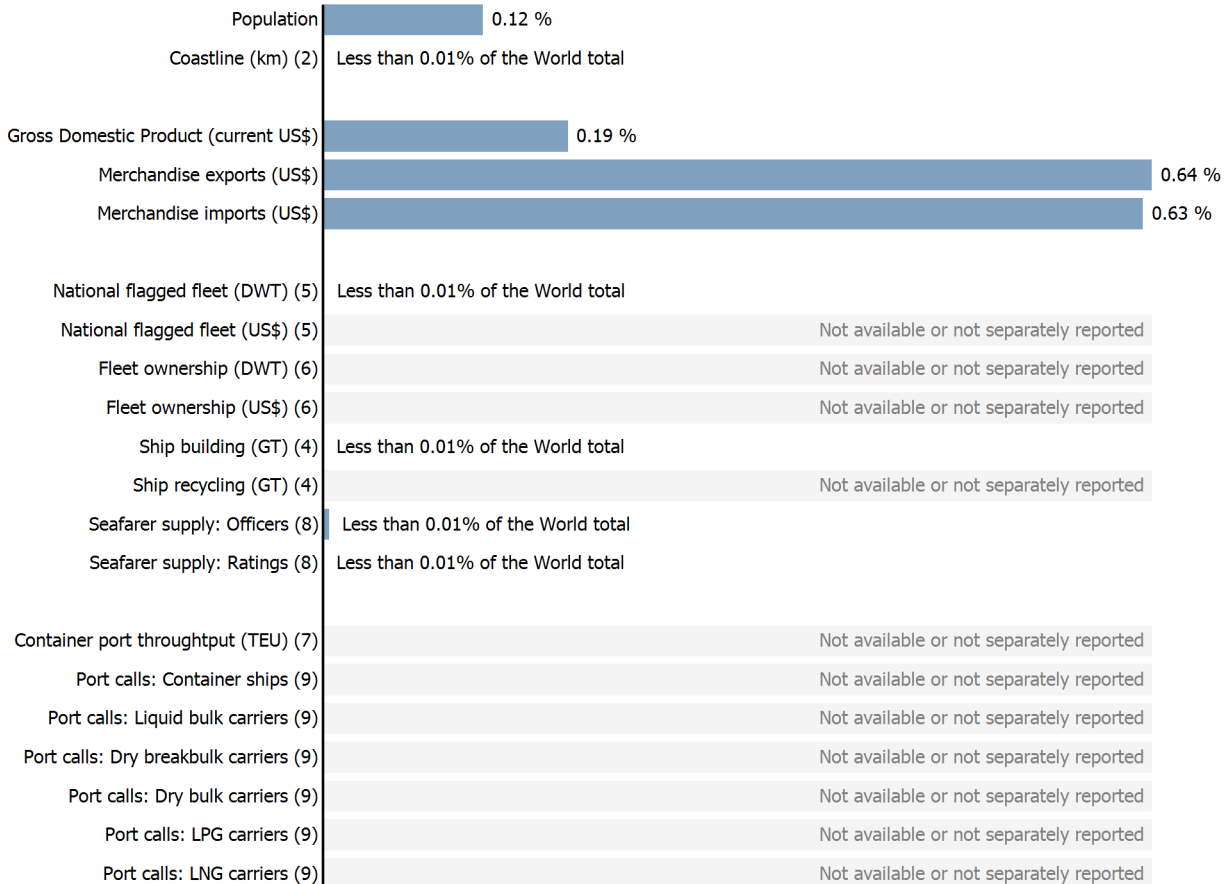 Population 0.12 %
Coastline (km) (2) Less than 0.01% of the World total
Gross Domestic Product (current US$) 0.19 %
Merchandise exports (US$) 0.64 %
Merchandise imports (US$) 0.63 %
National flagged fleet (DWT) (5) Less than 0.01% of the World total
National flagged fleet (US$) (5) Not available or not separately reported
Fleet ownership (DWT) (6) Not available or not separately reported
Fleet ownership (US$) (6) Not available or not separately reported
Ship building (GT) (4) Less than 0.01% of the World total
Ship recycling (GT) (4) Not available or not separately reported
Seafarer supply: Officers (8) Less than 0.01% of the World total
Seafarer supply: Ratings (8) Less than 0.01% of the World total
Container port throughtput (TEU) (7) Not available or not separately reported
Port calls: Container ships (9) Not available or not separately reported
Port calls: Liquid bulk carriers (9) Not available or not separately reported
Port calls: Dry breakbulk carriers (9) Not available or not separately reported
Port calls: Dry bulk carriers (9) Not available or not separately reported
Port calls: LPG carriers (9) Not available or not separately reported
Port calls: LNG carriers (9) Not available or not separately reported